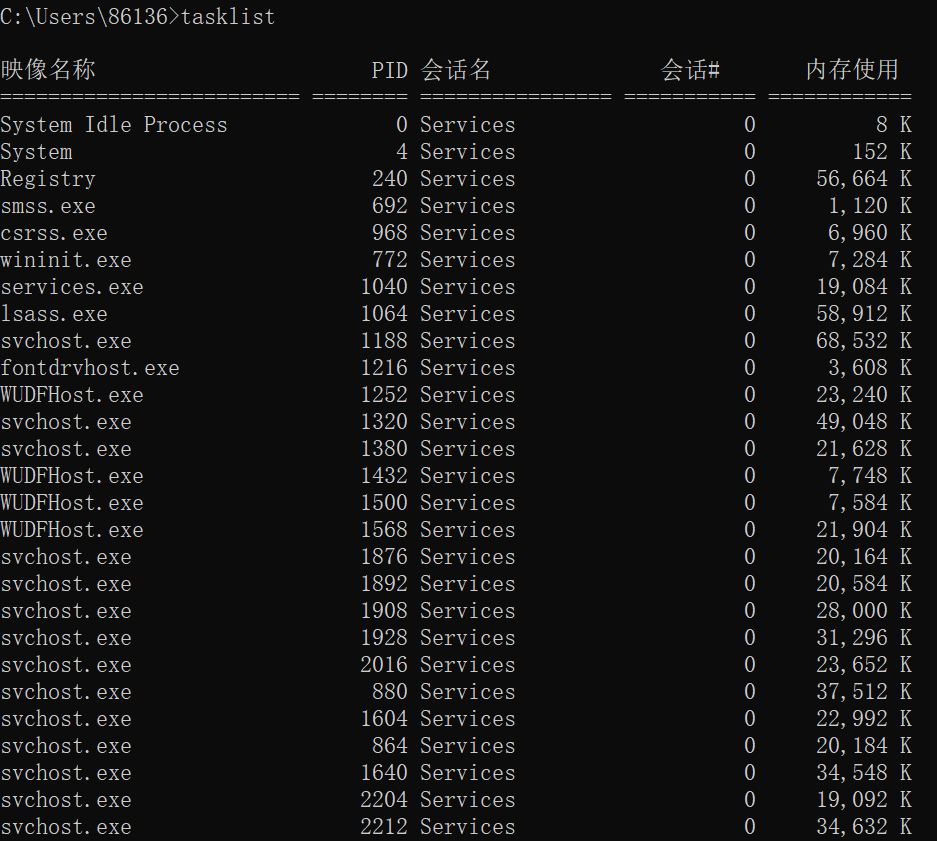 C:\Users\86136>tasklist
映像名称                       PID 会话名              会话#       内存使用
========================= ======== ================ =========== ============
System Idle Process              0 Services                   0          8 K
System                           4 Services                   0        152 K
Registry                       240 Services                   0     56,664 K
smss.exe                       692 Services                   0      1,120 K
csrss.exe                      968 Services                   0      6,960 K
wininit.exe                    772 Services                   0      7,284 K
services.exe                  1040 Services                   0     19,084 K
lsass.exe                     1064 Services                   0     58,912 K
svchost.exe                   1188 Services                   0     68,532 K
fontdrvhost.exe               1216 Services                   0      3,608 K
WUDFHost.exe                  1252 Services                   0     23,240 K
svchost.exe                   1320 Services                   0     49,048 K
svchost.exe                   1380 Services                   0     21,628 K
WUDFHost.exe                  1432 Services                   0      7,748 K
WUDFHost.exe                  1500 Services                   0      7,584 K
WUDFHost.exe                  1568 Services                   0     21,904 K
svchost.exe                   1876 Services                   0     20,164 K
svchost.exe                   1892 Services                   0     20,584 K
svchost.exe                   1908 Services                   0     28,000 K
svchost.exe                   1928 Services                   0     31,296 K
svchost.exe                   2016 Services                   0     23,652 K
svchost.exe                    880 Services                   0     37,512 K
svchost.exe                   1604 Services                   0     22,992 K
svchost.exe                    864 Services                   0     20,184 K
svchost.exe                   1640 Services                   0     34,548 K
svchost.exe                   2204 Services                   0     19,092 K
svchost.exe                   2212 Services                   0     34,632 K